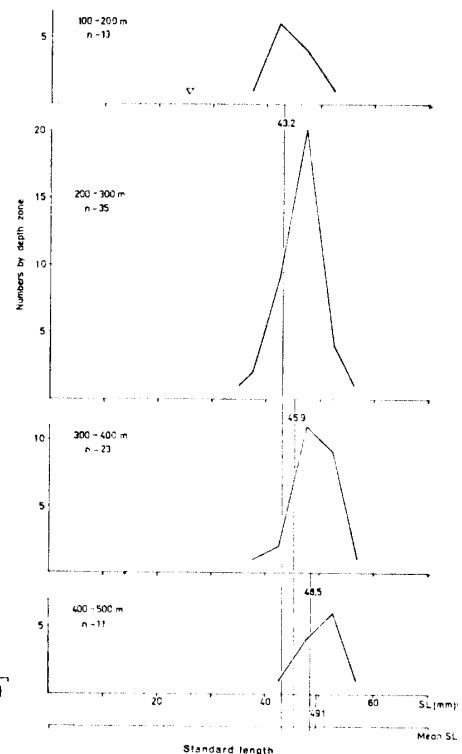 100-200 m
n-13
5
43.2
20
15
10
5
200-300 m
n-35
Numbers by depth zone
45.9
10
5
300-400 m
n-23
48.5
5
400-500 m
n-11
20
40
60
SL(mm)
49.1
Mean SL
Standard length